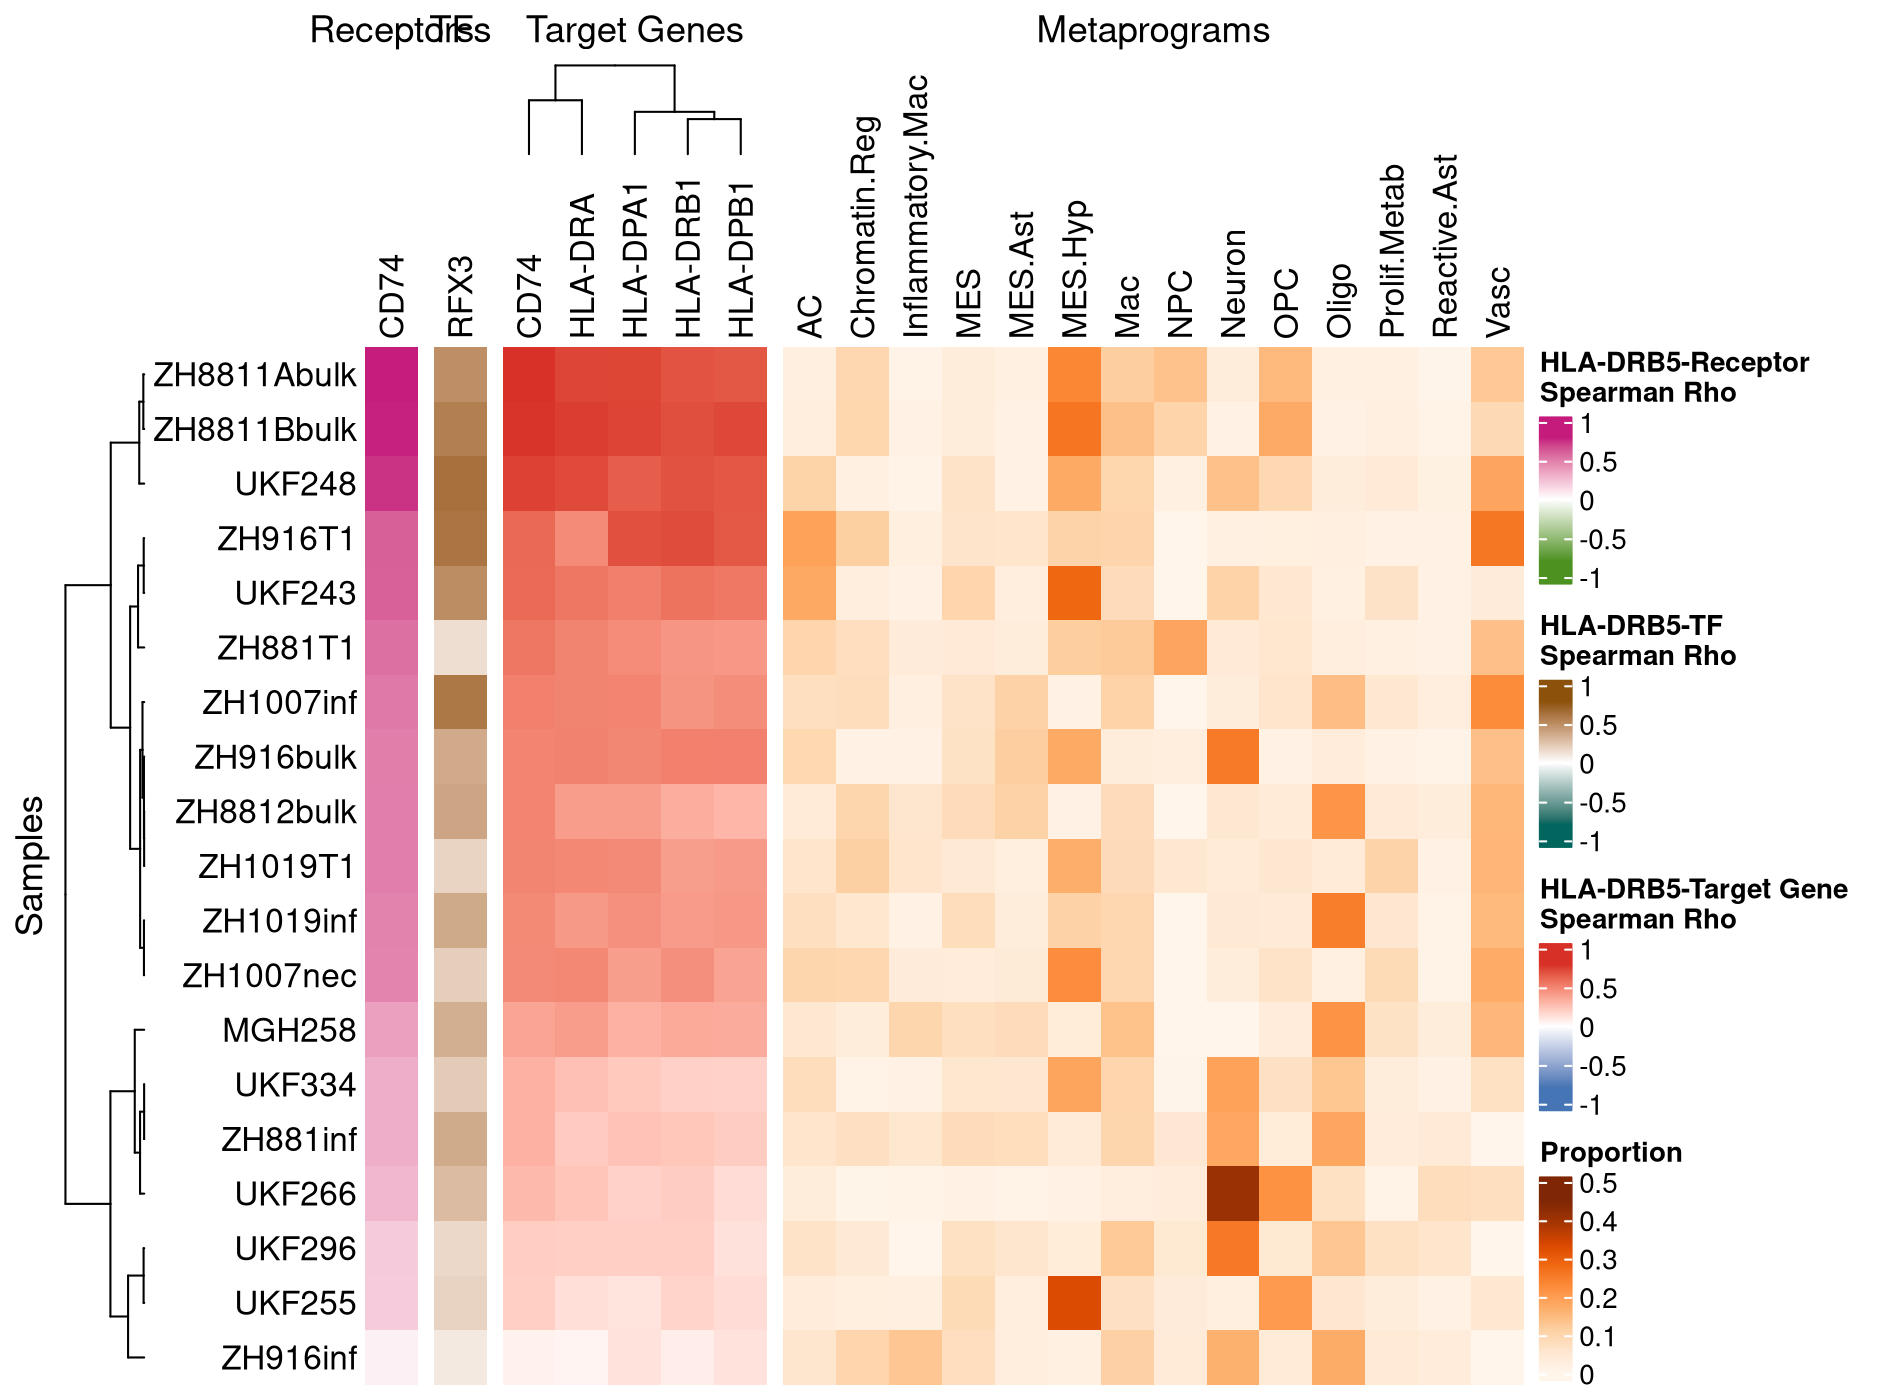 Receptors
TFs
Target Genes
Metaprograms
CD74
RFX3
CD74
HLA-DRA
HLA-DPA1
HLA-DRB1
HLA-DPB1
AC
Chromatin.Reg
Inflammatory.Mac
MES
MES.Ast
MES.Hyp
Mac
NPC
Neuron
OPC
Oligo
Prolif.Metab
Reactive.Ast
Vasc
Samples
ZH8811Abulk
ZH8811Bbulk
UKF248
ZH916T1
UKF243
ZH881T1
ZH1007inf
ZH916bulk
ZH8812bulk
ZH1019T1
ZH1019inf
ZH1007nec
MGH258
UKF334
ZH881inf
UKF266
UKF296
UKF255
ZH916inf
HLA-DRB5-Receptor
Spearman Rho
1
0.5
0
-0.5
-1
HLA-DRB5-TF
Spearman Rho
1
0.5
0
-0.5
-1
HLA-DRB5-Target Gene
Spearman Rho
1
0.5
0
-0.5
-1
Proportion
0.5
0.4
0.3
0.2
0.1
0